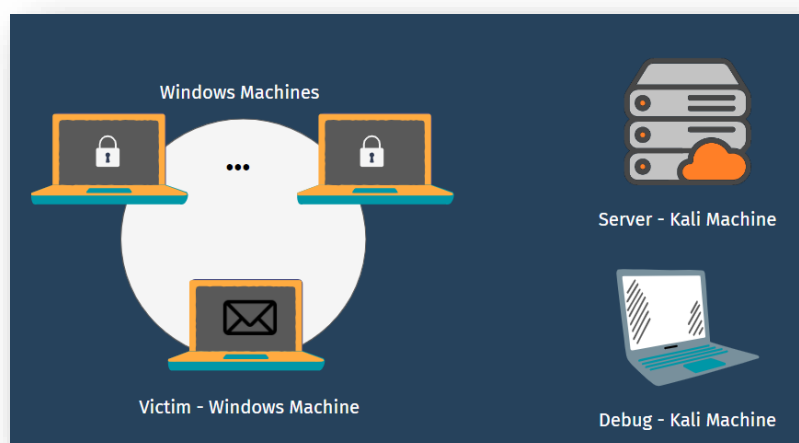 Windows Machines
...
Server - Kali Machine
Victim - Windows Machine
Debug - Kali Machine